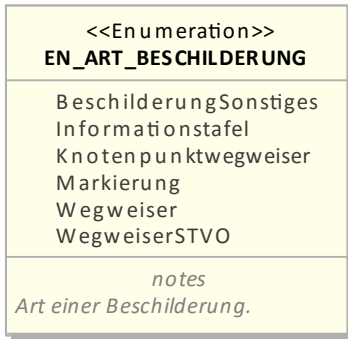 <<Enumeration>>
EN_ART_BESCHILDERUNG
BeschilderungSonstiges
Informationstafel
Knotenpunktwegweiser
Markierung
Wegweiser
WegweiserSTVO
notes
Art einer Beschilderung.